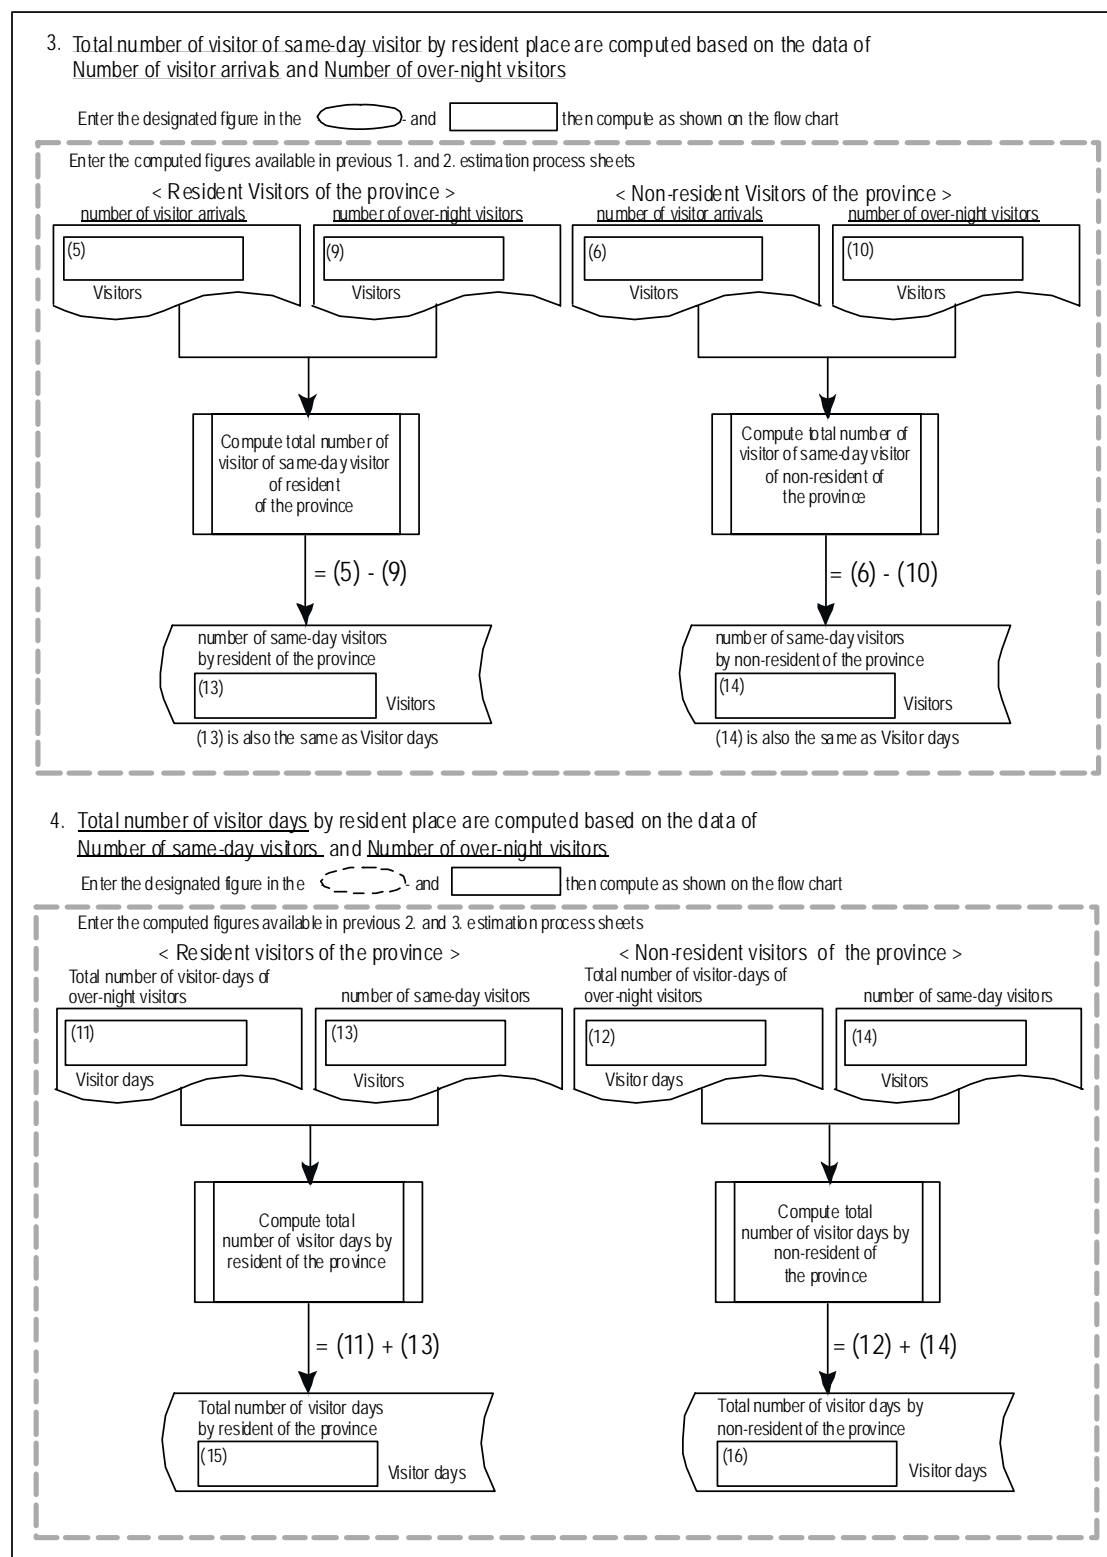 3. Total number of visitor of same-day visitor by resident place are computed based on the data of
Number of visitor arrivals and Number of over-night visitors
Enter the designated figure in the - and then compute as shown on the flow chart
Enter the computed figures available in previous 1. and 2. estimation process sheets
< Resident Visitors of the province >
number of visitor arrivals
number of over-night visitors
(5)
Visitors
(9)
Visitors
< Non-resident Visitors of the province >
number of visitor arrivals
number of over-night visitors
(6)
Visitors
(10)
Visitors
Compute total number of
visitor of same-day visitor
of resident
of the province
= (5) - (9)
number of same-day visitors
by resident of the province
(13)
Visitors
(13) is also the same as Visitor days
Compute total number of
visitor of same-day visitor
of non-resident of
the province
= (6) - (10)
number of same-day visitors
by non-resident of the province
(14)
Visitors
(14) is also the same as Visitor days
4. Total number of visitor days by resident place are computed based on the data of
Number of same-day visitors and Number of over-night visitors
Enter the designated figure in the - and then compute as shown on the flow chart
Enter the computed figures available in previous 2. and 3. estimation process sheets
< Resident visitors of the province >
Total number of visitor-days of
over-night visitors
number of same-day visitors
(11)
Visitor days
(13)
Visitors
< Non-resident visitors of the province >
Total number of visitor-days of
over-night visitors
number of same-day visitors
(12)
Visitor days
(14)
Visitors
Compute total
number of visitor days by
resident of the province
= (11) + (13)
Total number of visitor days
by resident of the province
(15)
Visitor days
Compute total
number of visitor days by
non-resident of
the province
= (12) + (14)
Total number of visitor days by
non-resident of the province
(16)
Visitor days